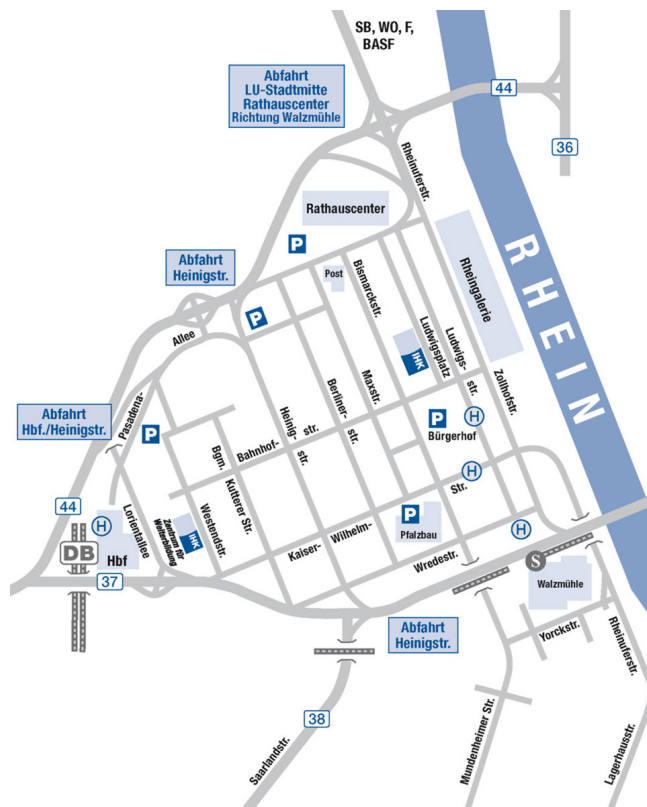 SB, WO, F,
BASF
Abfahrt
LU-Stadtmitte
Rathauscenter
Richtung Walzmühle
44
36
Rheinuferstr.
Rathauscenter
P
Abfahrt
Heinigstr.
Post
Bismarckstr.
Rheingalerie
RHEIN
P
Allee
IHK
Ludwigsplatz
Ludwigs-
str.
Zollhofstr.
Pasadena-
Maxstr.
Berliner-
str.
Heinig-
str.
Abfahrt
Hbf./Heinigstr.
P
P
H
Bürgerhof
Bahnhof-
str.
Bgm.
Kutterer Str.
H
Str.
44
H
Lorientallee
Zentrum für
Weiterbildung
IHK
Westendstr.
P
Pfalzbau
Wilhelm-
Kaiser-
H
DB
Hbf
Wredestr.
S
Walzmühle
37
Abfahrt
Heinigstr.
Yorckstr.
Rheinuferstr.
38
Saarlandstr.
Mundenheimer Str.
Lagerhausstr.